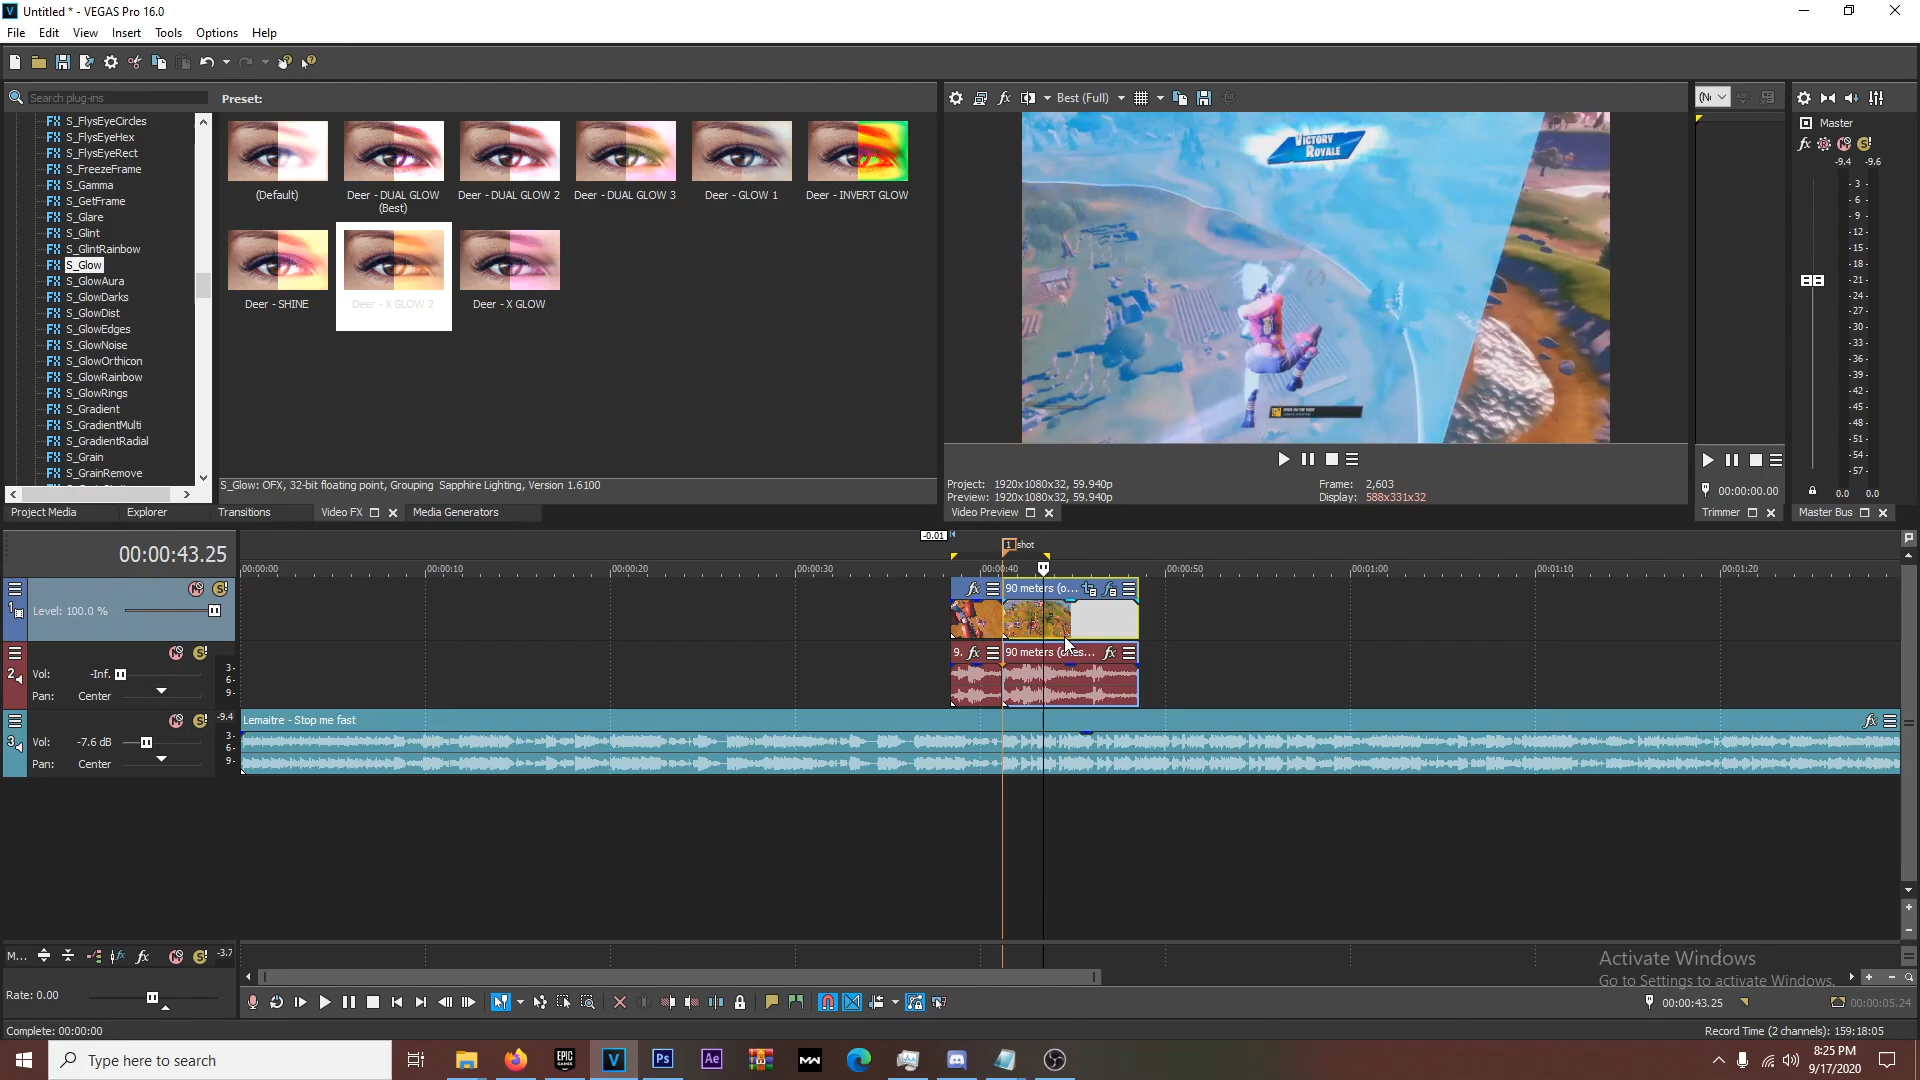 Untitled * - VEGAS Pro 16.0
File Edit View Insert Tools Options Help
Search plug-ins
Preset:
S_FlysEyeCircles
S_FlysEyeHex
S_FlysEyeRect
S_FreezeFrame
S_Gamma
S_GetFrame
S_Glare
S_Glint
S_GlintRainbow
S_Glow
S_GlowAura
S_GlowDarks
S_GlowDist
S_GlowEdges
S_GlowNoise
S_GlowOrthicon
S_GlowRainbow
S_GlowRings
S_Gradient
S_GradientMulti
S_GradientRadial
S_Grain
S_GrainRemove
(Default)
Deer - DUAL GLOW (Best)
Deer - DUAL GLOW 2
Deer - DUAL GLOW 3
Deer - GLOW 1
Deer - INVERT GLOW
Deer - SHINE
Deer - X GLOW 2
Deer - X GLOW
S_Glow: OFX, 32-bit floating point, Grouping Sapphire Lighting, Version 1.6100
Project Media Explorer Transitions Video FX Media Generators
Best (Full)
VICTORY
ROYALE
Project: 1920x1080x32, 59.940p
Preview: 1920x1080x32, 59.940p
Frame: 2,603
Display: 588x331x32
Video Preview
00:00:00.00
Trimmer
Master
-9.4 -9.6
- 3 -
- 6 -
- 9 -
- 12 -
- 15 -
- 18 -
- 21 -
- 24 -
- 27 -
- 30 -
- 33 -
- 36 -
- 39 -
- 42 -
- 45 -
- 48 -
- 51 -
- 54 -
- 57 -
0.0 0.0
Master Bus
00:00:43.25
-0.01
1 shot
00:00:00 00:00:10 00:00:20 00:00:30 00:00:40 00:00:50 00:01:00 00:01:10 00:01:20
1
Level: 100.0 %
90 meters (o...
2
Vol: -Inf.
Pan: Center
3-
6-
9-
9.
90 meters (ches...
3
Vol: -7.6 dB
Pan: Center
-9.4
3-
6-
9-
Lemaitre - Stop me fast
M...
-3.7
Rate: 0.00
Activate Windows
Go to Settings to activate Windows.
00:00:43.25
00:00:05.24
Complete: 00:00:00
Record Time (2 channels): 159:18:05
Type here to search
8:25 PM
9/17/2020